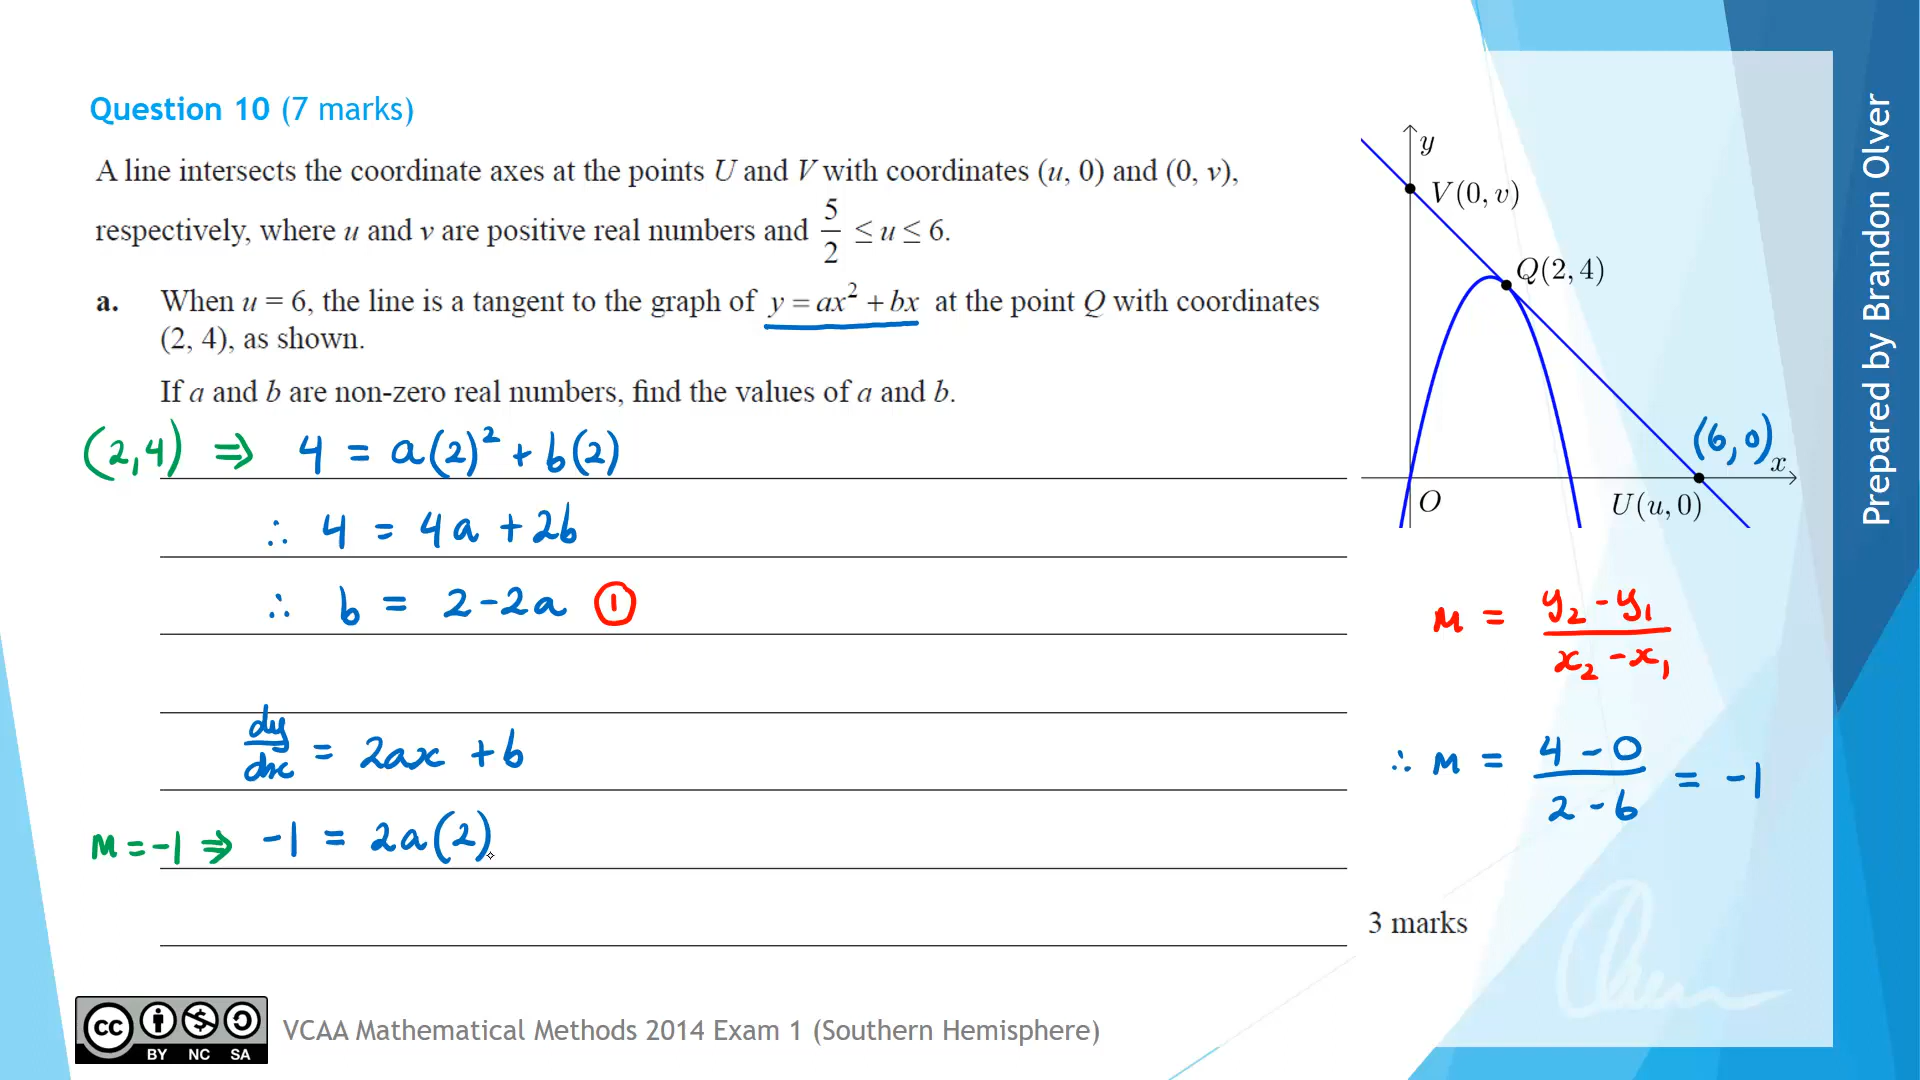 Question 10 (7 marks)
A line intersects the coordinate axes at the points U and V with coordinates (u, 0) and (0, v),
respectively, where u and v are positive real numbers and 5/2 ≤ u ≤ 6.
a. When u = 6, the line is a tangent to the graph of y = ax² + bx at the point Q with coordinates
(2, 4), as shown.
If a and b are non-zero real numbers, find the values of a and b.
(2,4) ⇒ 4 = a(2)² + b(2)
∴ 4 = 4a + 2b
∴ b = 2 - 2a ①
dy/dx = 2ax + b
m = -1 ⇒ -1 = 2a(2)
y
V(0, v)
Q(2, 4)
(6,0)
x
O
U(u, 0)
m = y₂ - y₁ / x₂ - x₁
∴ m = 4 - 0 / 2 - 6 = -1
3 marks
Prepared by Brandon Olver
cc
BY NC SA
VCAA Mathematical Methods 2014 Exam 1 (Southern Hemisphere)